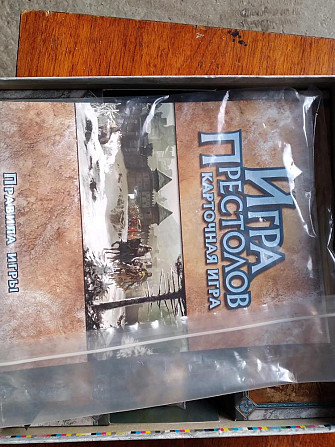 ИГРА
ПРЕСТОЛОВ
КАРТОЧНАЯ ИГРА
ПРАВИЛА ИГРЫ